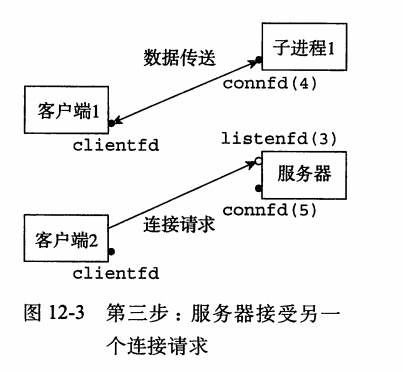 数据传送
子进程1
connfd(4)
客户端1
clientfd
listenfd(3)
服务器
connfd(5)
连接请求
客户端2
clientfd
图 12-3 第三步：服务器接受另一
个连接请求